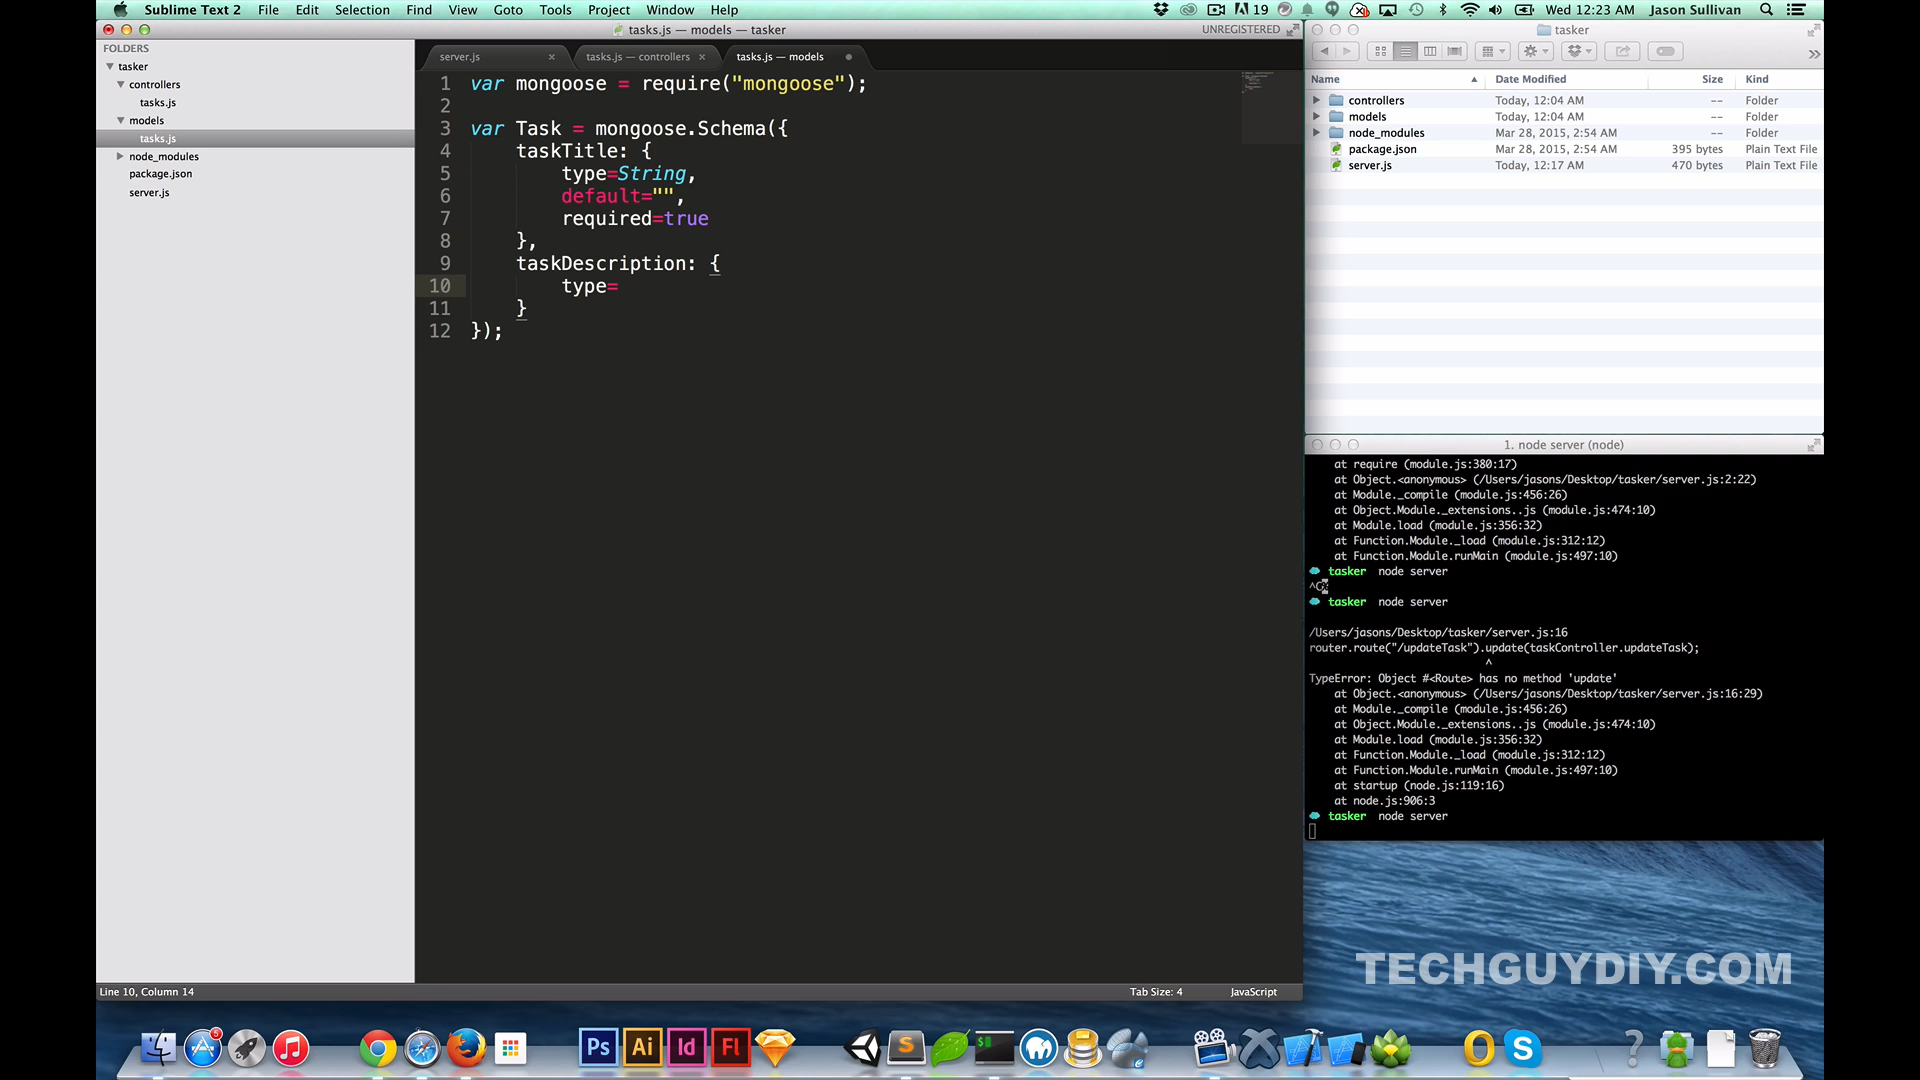 Sublime Text 2 File Edit Selection Find View Goto Tools Project Window Help 19 Wed 12:23 AM Jason Sullivan
tasks.js — models — tasker
UNREGISTERED
FOLDERS
tasker
controllers
tasks.js
models
tasks.js
node_modules
package.json
server.js
server.js
tasks.js — controllers
tasks.js — models
1 var mongoose = require("mongoose");
2
3 var Task = mongoose.Schema({
4 taskTitle: {
5 type=String,
6 default="",
7 required=true
8 },
9 taskDescription: {
10 type=
11 }
12 });
Line 10, Column 14
Tab Size: 4
JavaScript
tasker
Name Date Modified Size Kind
controllers Today, 12:04 AM -- Folder
models Today, 12:04 AM -- Folder
node_modules Mar 28, 2015, 2:54 AM -- Folder
package.json Mar 28, 2015, 2:54 AM 395 bytes Plain Text File
server.js Today, 12:17 AM 470 bytes Plain Text File
1. node server (node)
at require (module.js:380:17)
at Object.<anonymous> (/Users/jasons/Desktop/tasker/server.js:2:22)
at Module._compile (module.js:456:26)
at Object.Module._extensions..js (module.js:474:10)
at Module.load (module.js:356:32)
at Function.Module._load (module.js:312:12)
at Function.Module.runMain (module.js:497:10)
tasker node server
^C
tasker node server
/Users/jasons/Desktop/tasker/server.js:16
router.route("/updateTask").update(taskController.updateTask);
^
TypeError: Object #<Route> has no method 'update'
at Object.<anonymous> (/Users/jasons/Desktop/tasker/server.js:16:29)
at Module._compile (module.js:456:26)
at Object.Module._extensions..js (module.js:474:10)
at Module.load (module.js:356:32)
at Function.Module._load (module.js:312:12)
at Function.Module.runMain (module.js:497:10)
at startup (node.js:119:16)
at node.js:906:3
tasker node server
TECHGUYDIY.COM
Ps Ai Id Fl S $ O S ?